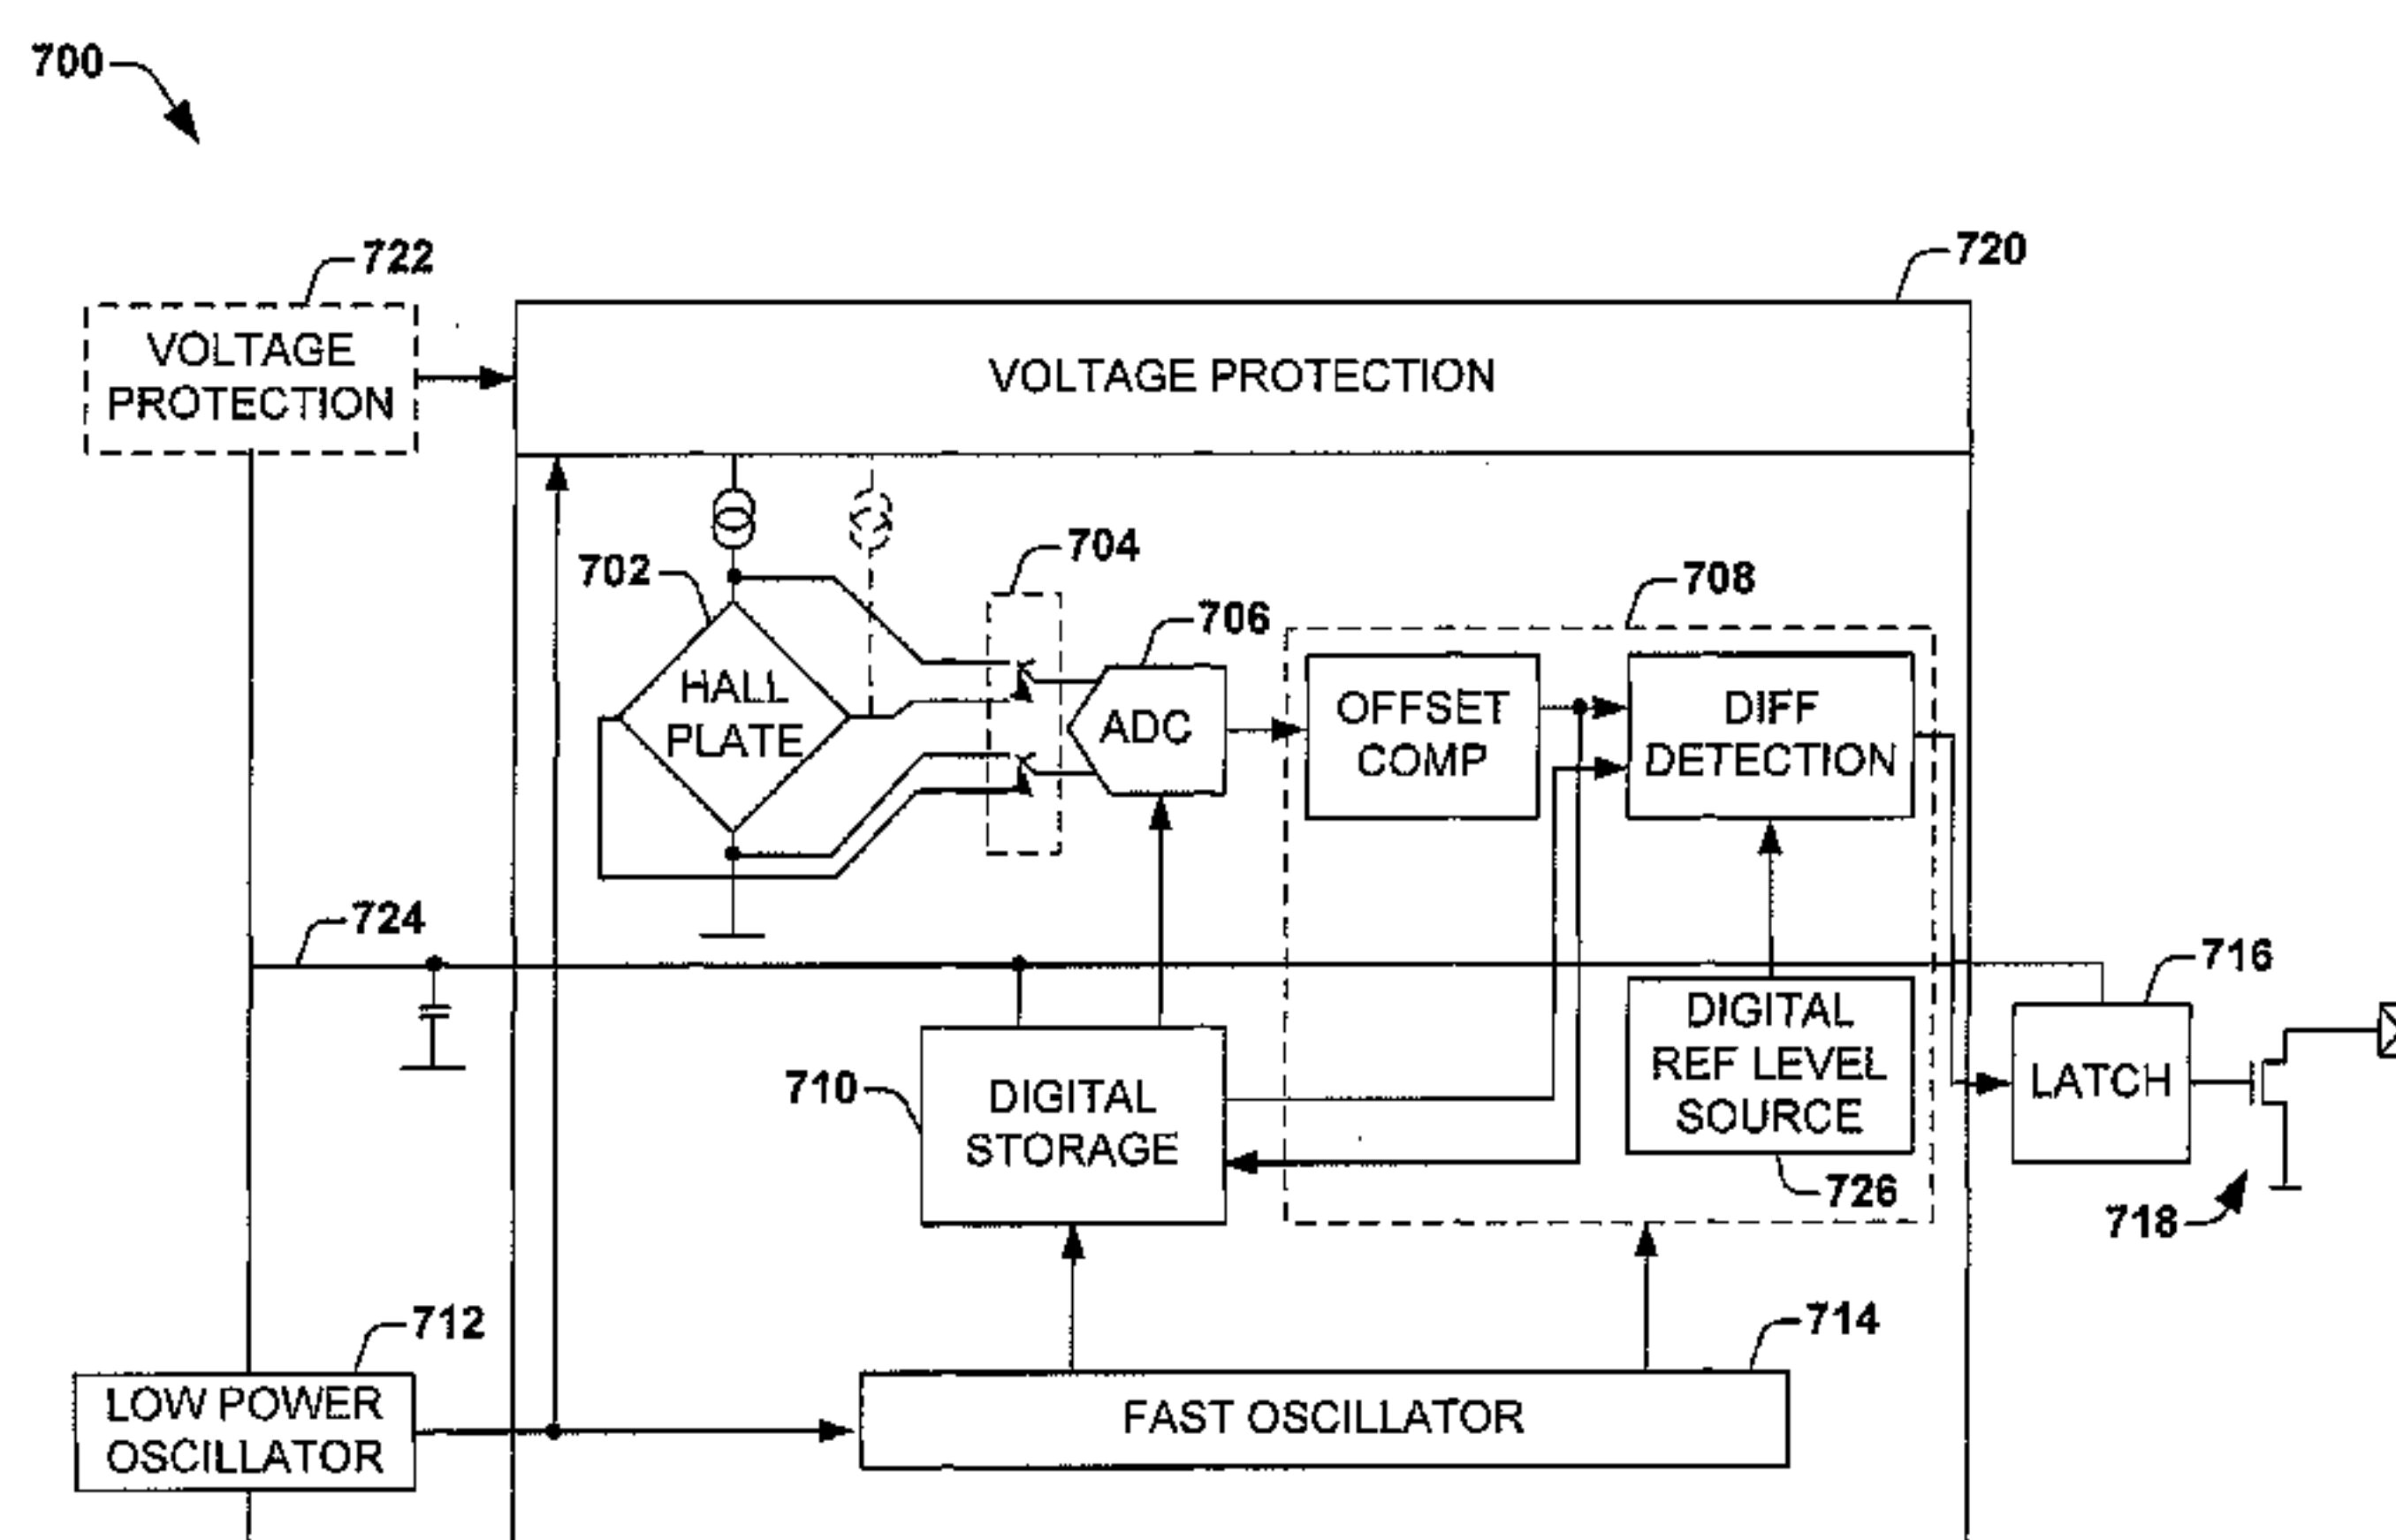 700
722
720
VOLTAGE
PROTECTION
VOLTAGE PROTECTION
702
704
706
708
HALL
PLATE
ADC
OFFSET
COMP
DIFF
DETECTION
724
716
710
DIGITAL
STORAGE
DIGITAL
REF LEVEL
SOURCE
LATCH
726
718
712
714
LOW POWER
OSCILLATOR
FAST OSCILLATOR